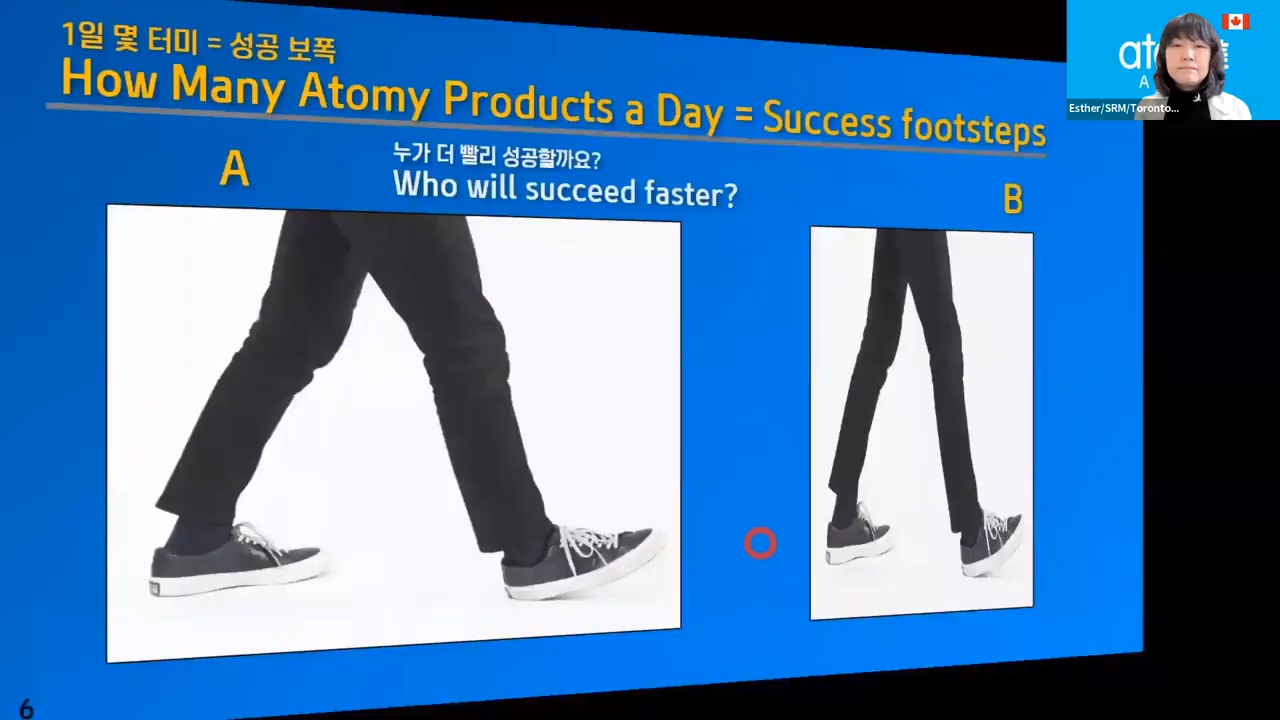 1일 몇 터미 = 성공 보폭
How Many Atomy Products a Day = Success footsteps
A
누가 더 빨리 성공할까요?
Who will succeed faster?
B
Esther/SRM/Toronto...
6